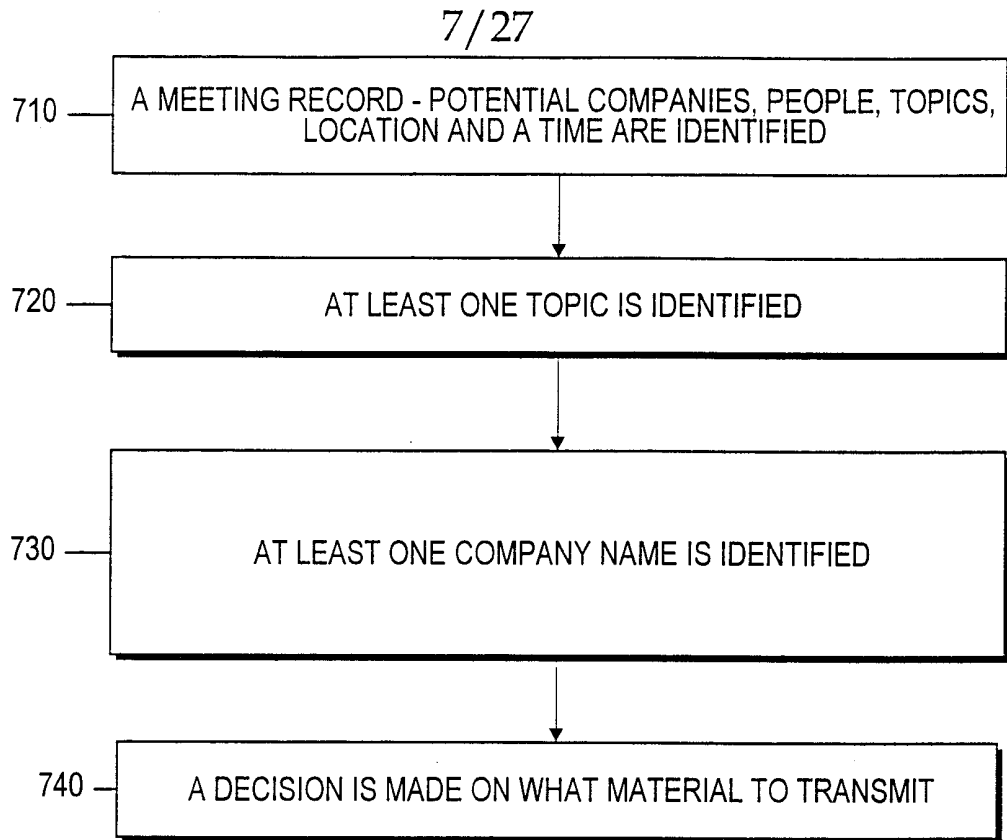 7/27
710
A MEETING RECORD - POTENTIAL COMPANIES, PEOPLE, TOPICS,
LOCATION AND A TIME ARE IDENTIFIED
720
AT LEAST ONE TOPIC IS IDENTIFIED
730
AT LEAST ONE COMPANY NAME IS IDENTIFIED
740
A DECISION IS MADE ON WHAT MATERIAL TO TRANSMIT